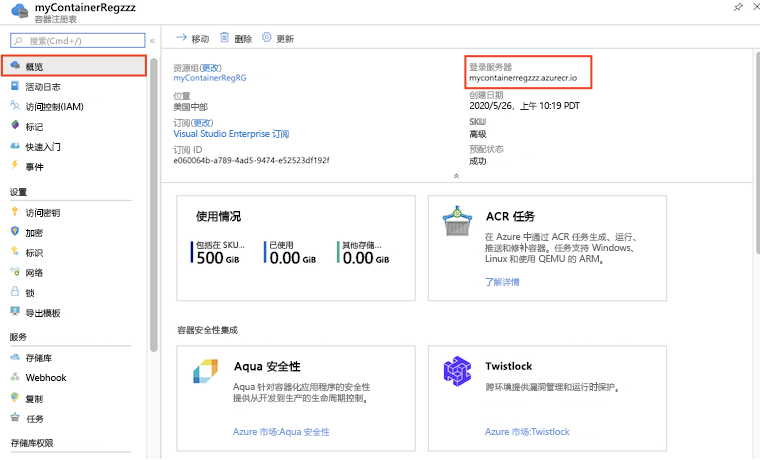 myContainerRegzzz
容器注册表
搜索(Cmd+/)
«
概览
活动日志
访问控制(IAM)
标记
快速入门
事件
设置
访问密钥
加密
标识
网络
锁
导出模板
服务
存储库
Webhook
复制
任务
存储库权限
移动 删除 更新
资源组(更改)
myContainerRegRG
位置
美国中部
订阅(更改)
Visual Studio Enterprise 订阅
订阅 ID
e060064b-a789-4ad5-9474-e52523df192f
登录服务器
mycontainerregzzz.azurecr.io
创建日期
2020/5/26，上午 10:19 PDT
SKU
高级
预配状态
成功
使用情况
包括在 SKU...
500 GiB
已使用
0.00 GiB
其他存储...
0.00 GiB
ACR 任务
在 Azure 中通过 ACR 任务生成、运行、
推送和修补容器。任务支持 Windows、
Linux 和使用 QEMU 的 ARM。
了解详情
容器安全性集成
Aqua 安全性
Aqua 针对容器化应用程序的安全性
提供从开发到生产的生命周期控制。
Azure 市场:Aqua 安全性
Twistlock
跨环境提供漏洞管理和运行时保护。
Azure 市场:Twistlock